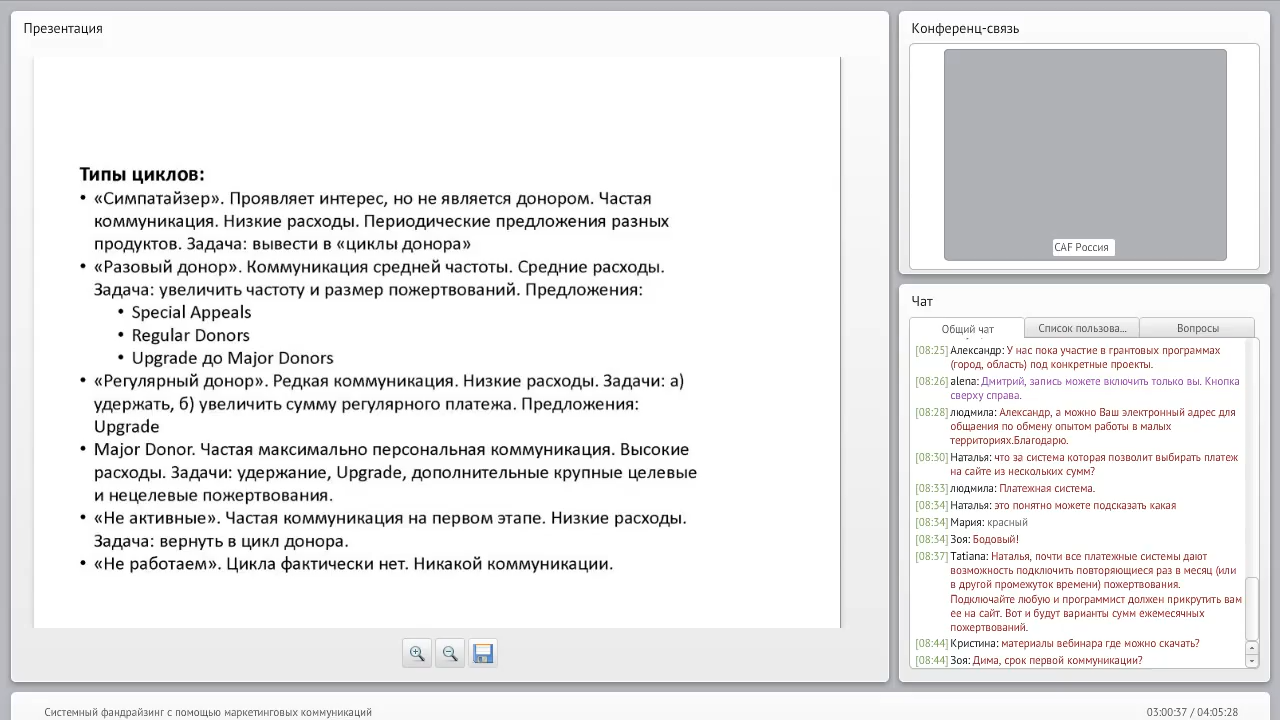 Презентация
Типы циклов:
• «Симпатайзер». Проявляет интерес, но не является донором. Частая
коммуникация. Низкие расходы. Периодические предложения разных
продуктов. Задача: вывести в «циклы донора»
• «Разовый донор». Коммуникация средней частоты. Средние расходы.
Задача: увеличить частоту и размер пожертвований. Предложения:
• Special Appeals
• Regular Donors
• Upgrade до Major Donors
• «Регулярный донор». Редкая коммуникация. Низкие расходы. Задачи: а)
удержать, б) увеличить сумму регулярного платежа. Предложения:
Upgrade
• Major Donor. Частая максимально персональная коммуникация. Высокие
расходы. Задачи: удержание, Upgrade, дополнительные крупные целевые
и нецелевые пожертвования.
• «Не активные». Частая коммуникация на первом этапе. Низкие расходы.
Задача: вернуть в цикл донора.
• «Не работаем». Цикла фактически нет. Никакой коммуникации.
Конференц-связь
CAF Россия
Чат
Общий чат
Список пользова...
Вопросы
[08:25] Александр: У нас пока участие в грантовых программах
(город, область) под конкретные проекты.
[08:26] alena: Дмитрий, запись можете включить только вы. Кнопка
сверху справа.
[08:28] людмила: Александр, а можно Ваш электронный адрес для
общаения по обмену опытом работы в малых
территориях.Благодарю.
[08:30] Наталья: что за система которая позволит выбирать платеж
на сайте из нескольких сумм?
[08:33] людмила: Платежная система.
[08:34] Наталья: это понятно можете подсказать какая
[08:34] Мария: красный
[08:34] Зоя: Бодовый!
[08:37] Tatiana: Наталья, почти все платежные системы дают
возможность подключить повторяющиеся раз в месяц (или
в другой промежуток времени) пожертвования.
Подключайте любую и программист должен прикрутить вам
ее на сайт. Вот и будут варианты сумм ежемесячных
пожертвований.
[08:44] Кристина: материалы вебинара где можно скачать?
[08:44] Зоя: Дима, срок первой коммуникации?
Системный фандрайзинг с помощью маркетинговых коммуникаций
03:00:37 / 04:05:28